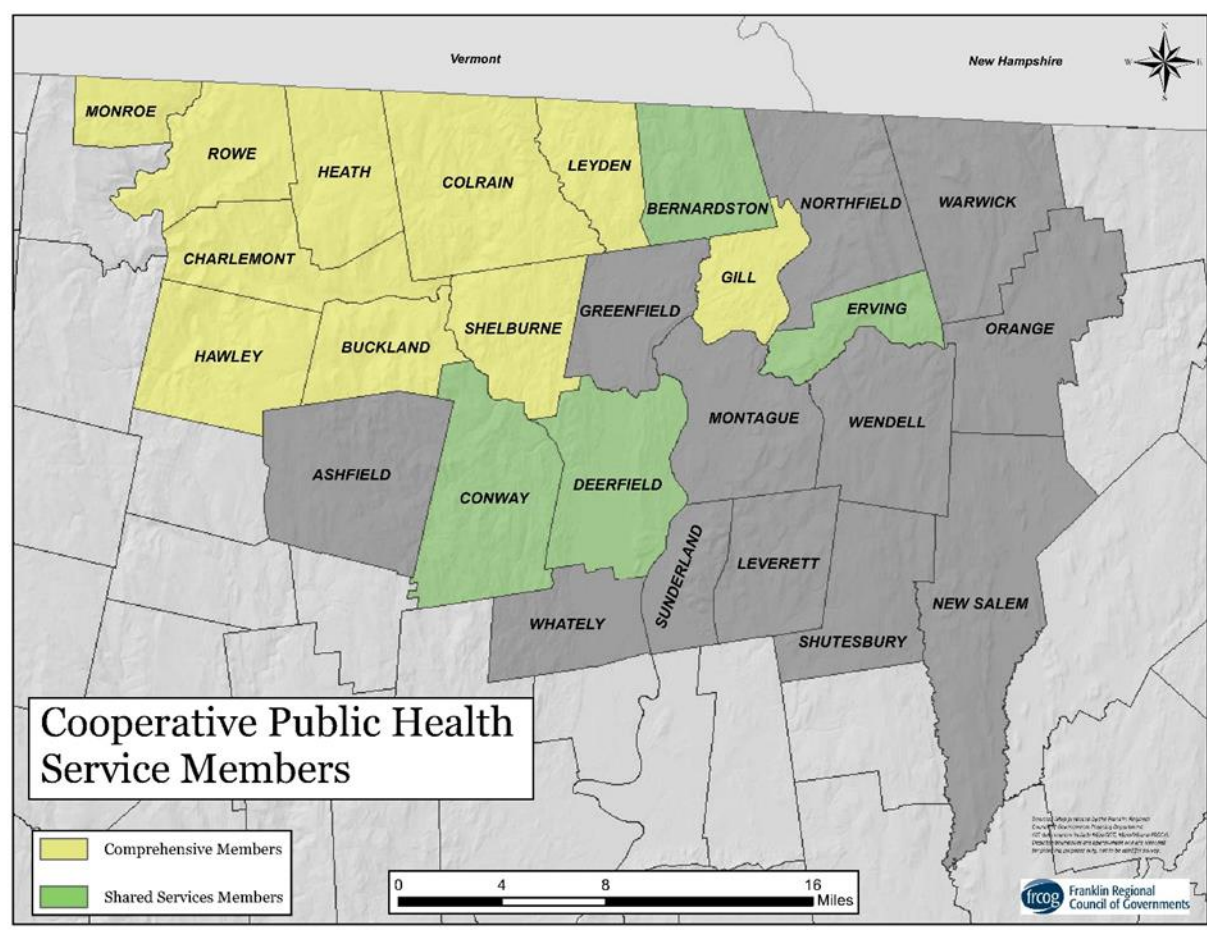 Vermont
New Hampshire
N
W
E
S
MONROE
ROWE
HEATH
COLRAIN
LEYDEN
BERNARDSTON
NORTHFIELD
WARWICK
CHARLEMONT
GILL
GREENFIELD
ERVING
SHELBURNE
ORANGE
HAWLEY
BUCKLAND
MONTAGUE
WENDELL
ASHFIELD
CONWAY
DEERFIELD
SUNDERLAND
LEVERETT
NEW SALEM
WHATELY
SHUTESBURY
Cooperative Public Health
Service Members
Comprehensive Members
Shared Services Members
0 4 8 16
Miles
frcog
Franklin Regional
Council of Governments